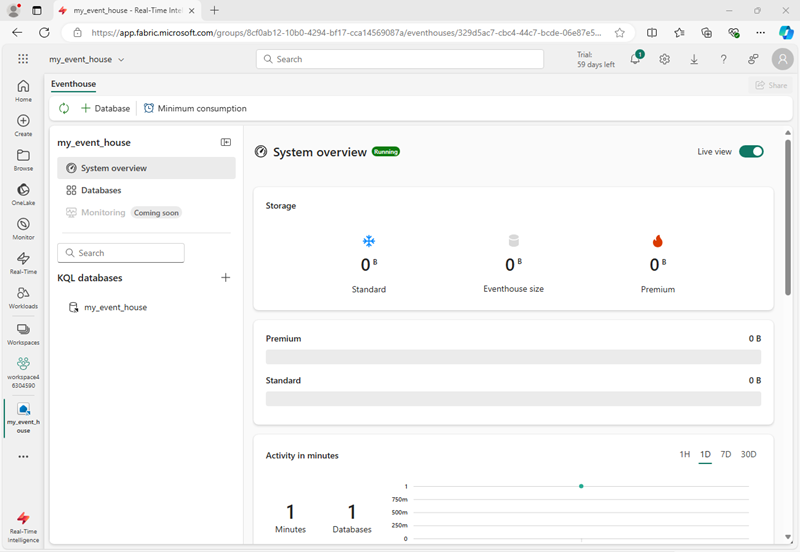 my_event_house - Real-Time Intelli
https://app.fabric.microsoft.com/groups/8cf0ab12-10b0-4294-bf17-cca14569087a/eventhouses/329d5ac7-cbc4-44c7-bcde-06e87e5...
my_event_house
Search
Trial:
59 days left
1
Eventhouse
Share
Database
Minimum consumption
Home
Create
Browse
OneLake
Monitor
Real-Time
Workloads
Workspaces
workspace4
6304590
my_event_h
ouse
Real-Time
Intelligence
my_event_house
System overview
Databases
Monitoring Coming soon
Search
KQL databases
my_event_house
System overview Running
Live view
Storage
0 B
Standard
0 B
Eventhouse size
0 B
Premium
Premium 0 B
Standard 0 B
Activity in minutes
1H 1D 7D 30D
1
Minutes
1
Databases
1
750m
500m
250m
0